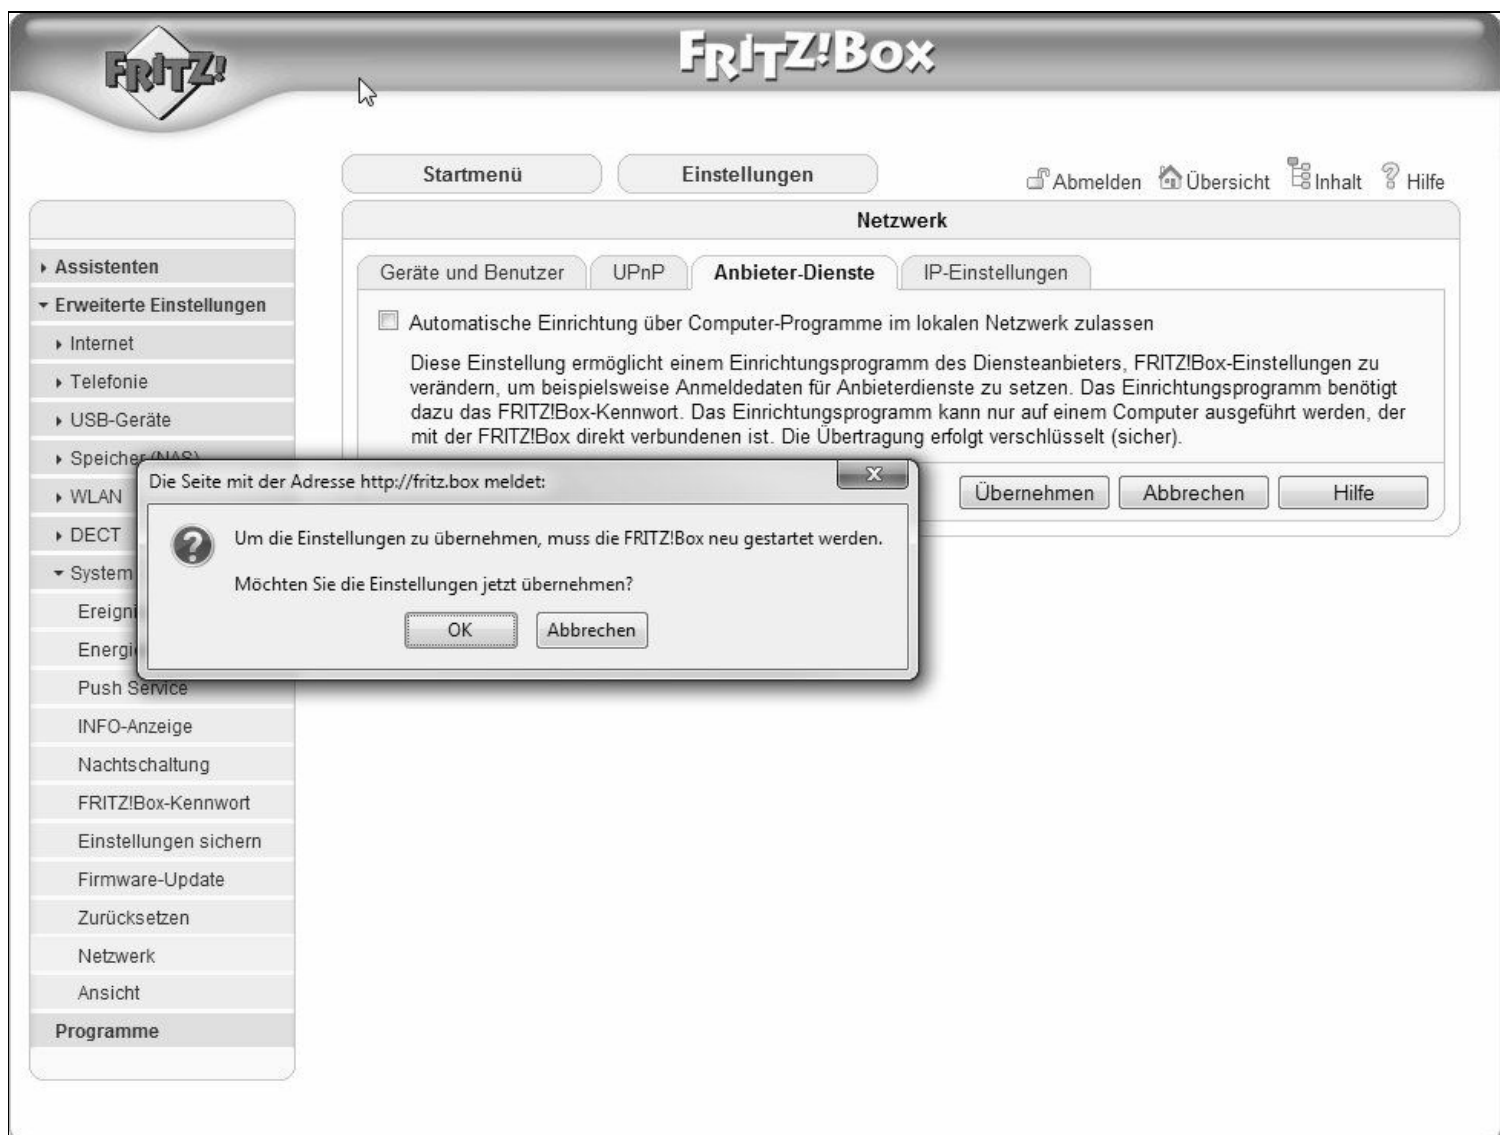 FRITZ!
FRITZ!BOX
Startmenü
Einstellungen
Abmelden
Übersicht
Inhalt
Hilfe
Netzwerk
Assistenten
Erweiterte Einstellungen
Internet
Telefonie
USB-Geräte
Speicher (NAS)
WLAN
DECT
System
Push Service
INFO-Anzeige
Nachtschaltung
FRITZ!Box-Kennwort
Einstellungen sichern
Firmware-Update
Zurücksetzen
Netzwerk
Ansicht
Programme
Geräte und Benutzer
UPnP
Anbieter-Dienste
IP-Einstellungen
Automatische Einrichtung über Computer-Programme im lokalen Netzwerk zulassen
Diese Einstellung ermöglicht einem Einrichtungsprogramm des Diensteanbieters, FRITZ!Box-Einstellungen zu
verändern, um beispielsweise Anmeldedaten für Anbieterdienste zu setzen. Das Einrichtungsprogramm benötigt
dazu das FRITZ!Box-Kennwort. Das Einrichtungsprogramm kann nur auf einem Computer ausgeführt werden, der
mit der FRITZ!Box direkt verbundenen ist. Die Übertragung erfolgt verschlüsselt (sicher).
Übernehmen
Abbrechen
Hilfe
Die Seite mit der Adresse http://fritz.box meldet:
Um die Einstellungen zu übernehmen, muss die FRITZ!Box neu gestartet werden.
Möchten Sie die Einstellungen jetzt übernehmen?
OK
Abbrechen